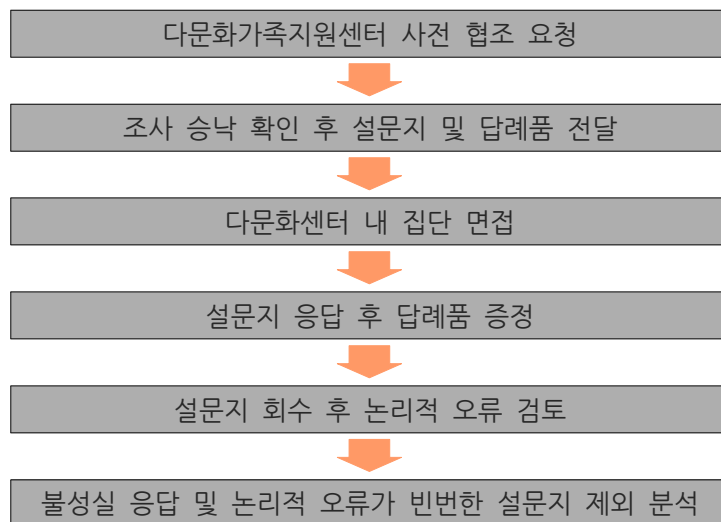 다문화가족지원센터 사전 협조 요청
조사 승낙 확인 후 설문지 및 답례품 전달
다문화센터 내 집단 면접
설문지 응답 후 답례품 증정
설문지 회수 후 논리적 오류 검토
불성실 응답 및 논리적 오류가 빈번한 설문지 제외 분석